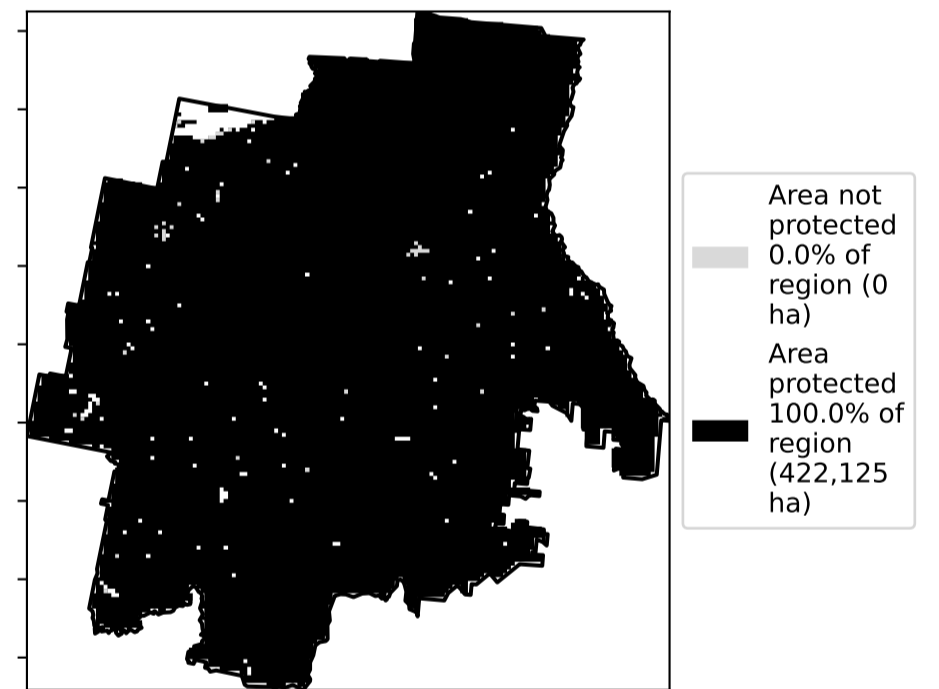 Area not
protected
0.0% of
region (0
ha)
Area
protected
100.0% of
region
(422,125
ha)